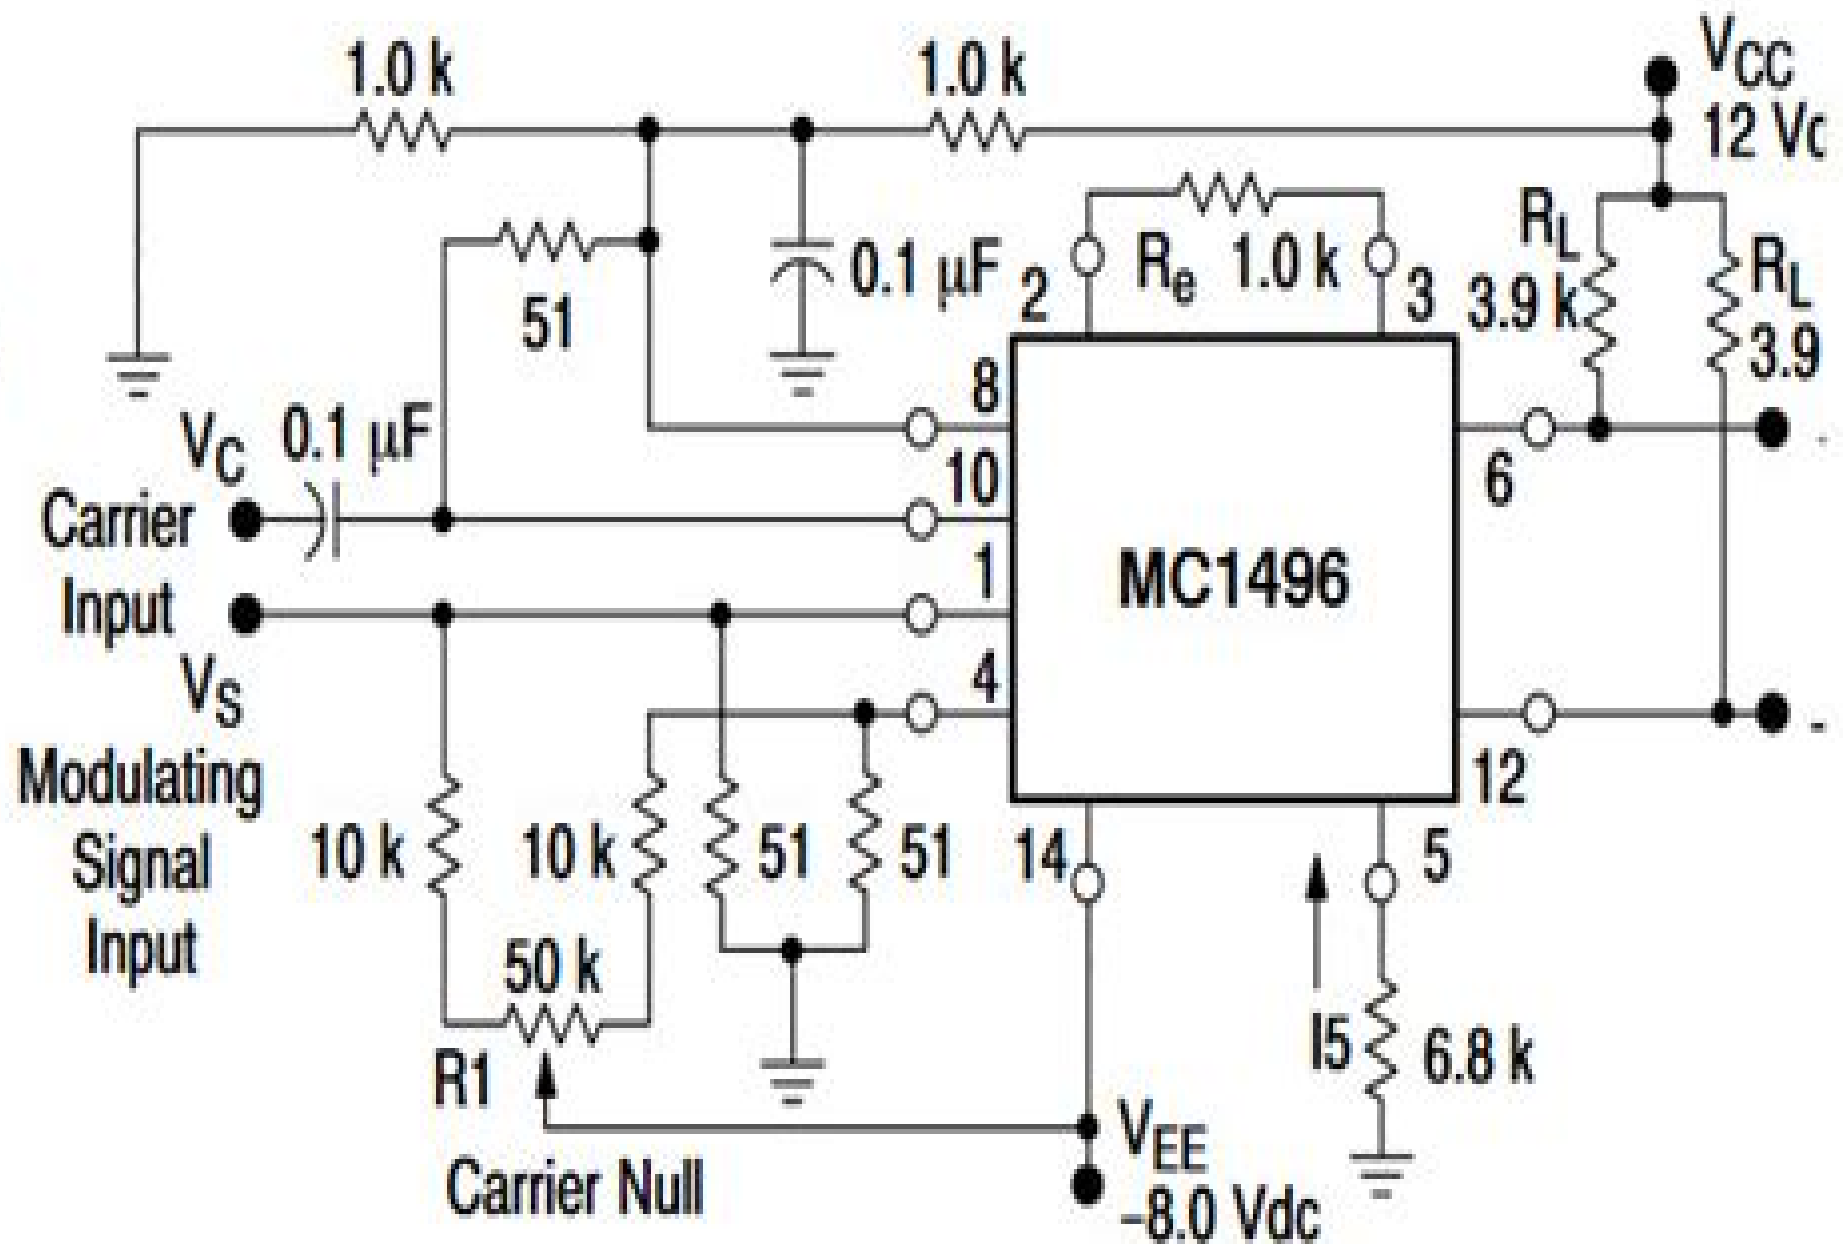 1.0 k
1.0 k
VCC
12 V
0.1 µF
2
Re 1.0 k
3
RL
3.9 k
RL
3.9
51
8
VC
0.1 µF
10
6
Carrier
Input
1
MC1496
VS
4
Modulating
Signal
Input
10 k
10 k
51
51
14
5
12
50 k
R1
I5
6.8 k
Carrier Null
VEE
-8.0 Vdc